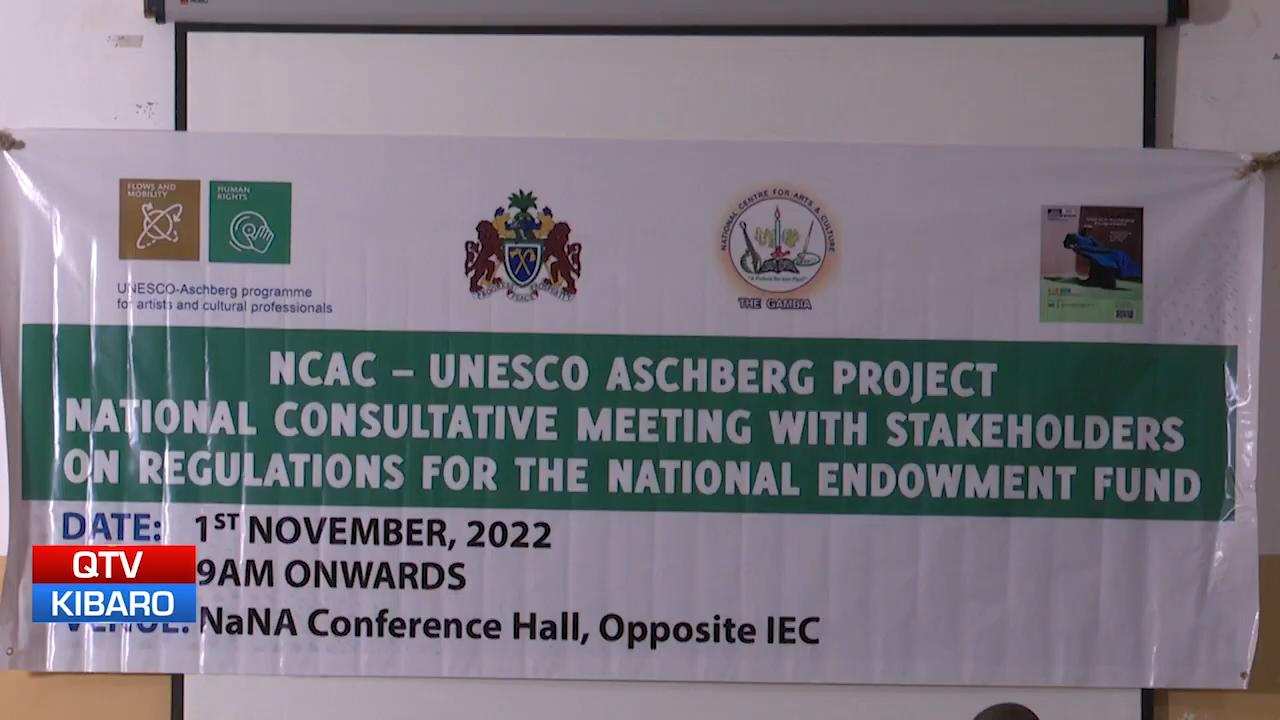 FLOWS AND
MOBILITY
HUMAN
RIGHTS
UNESCO-Aschberg programme
for artists and cultural professionals
NATIONAL CENTRE FOR ARTS & CULTURE
THE GAMBIA
NCAC – UNESCO ASCHBERG PROJECT
NATIONAL CONSULTATIVE MEETING WITH STAKEHOLDERS
ON REGULATIONS FOR THE NATIONAL ENDOWMENT FUND
DATE: 1ST NOVEMBER, 2022
9AM ONWARDS
VENUE: NaNA Conference Hall, Opposite IEC
QTV
KIBARO